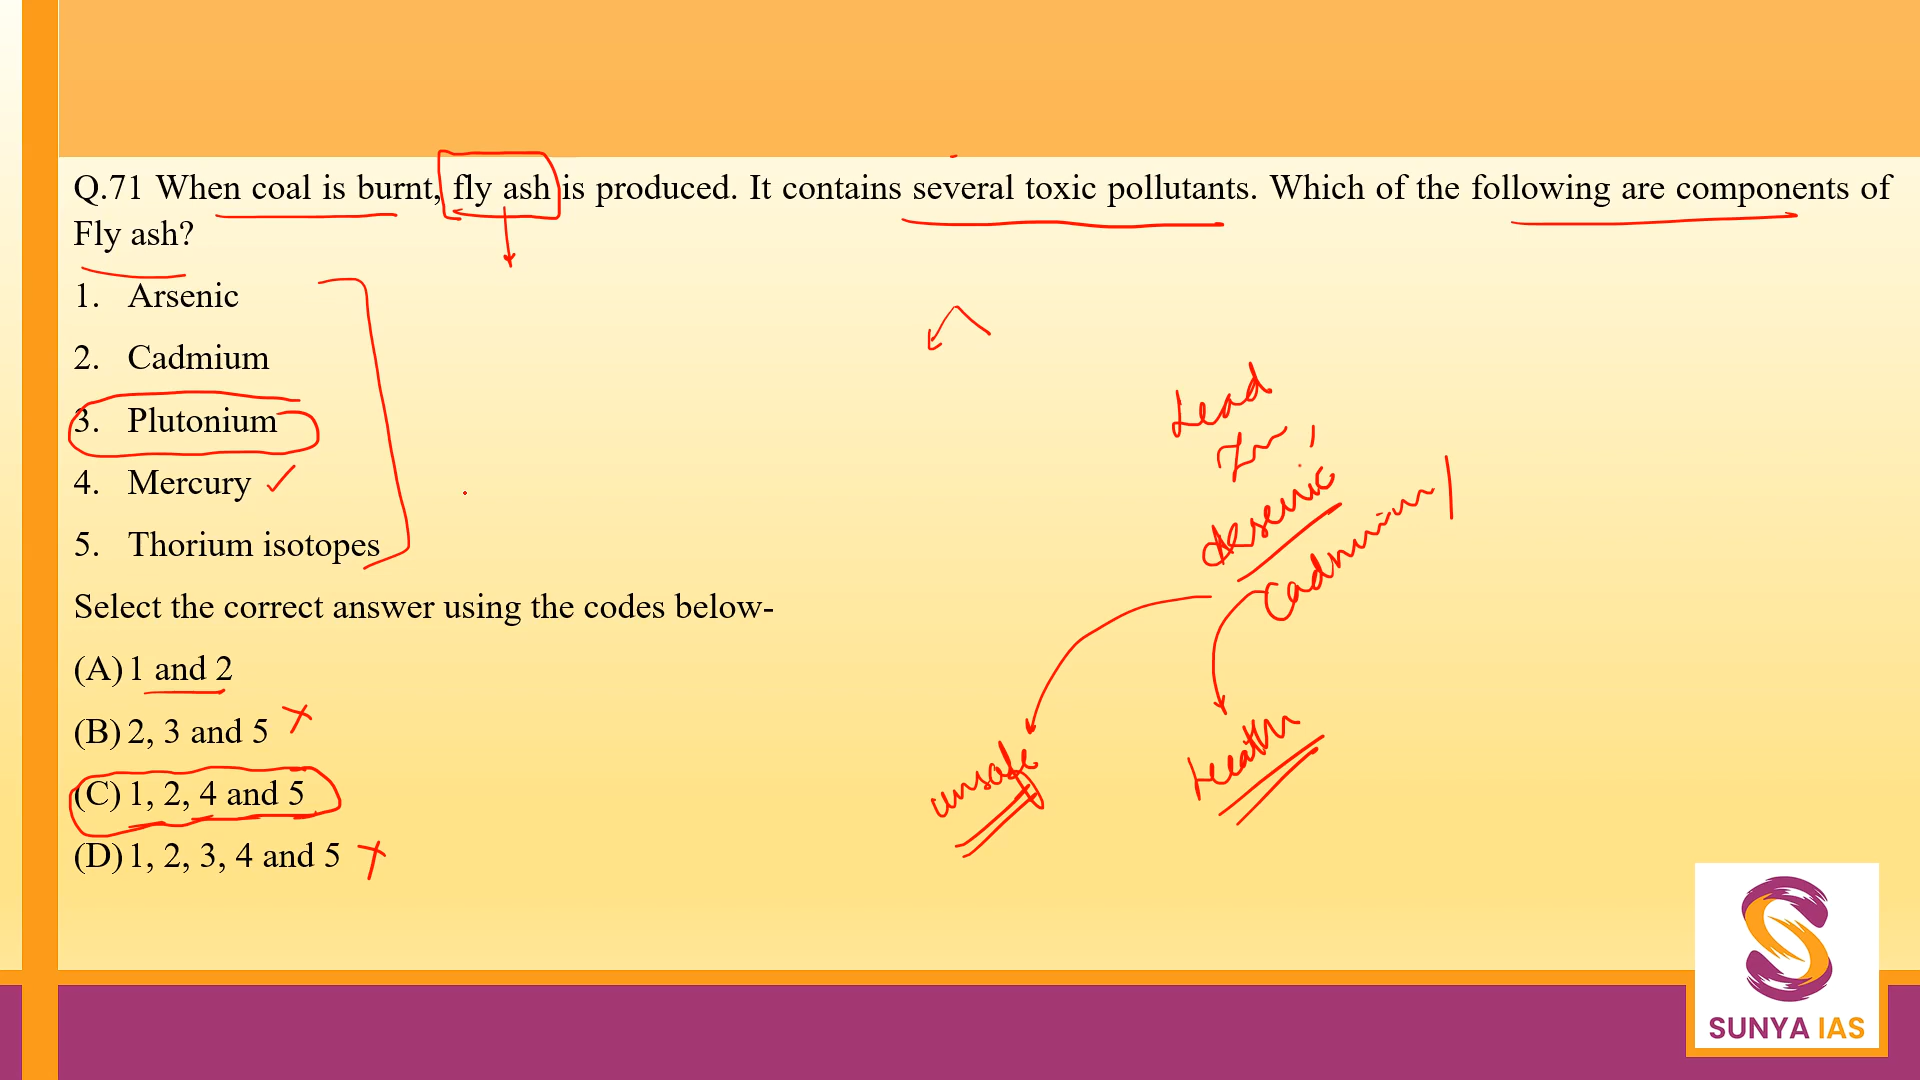 Q.71 When coal is burnt, fly ash is produced. It contains several toxic pollutants. Which of the following are components of
Fly ash?
1. Arsenic
2. Cadmium
3. Plutonium
4. Mercury
5. Thorium isotopes
Select the correct answer using the codes below-
(A) 1 and 2
(B) 2, 3 and 5
(C) 1, 2, 4 and 5
(D) 1, 2, 3, 4 and 5
Lead
Arsenic
Cadmium
unsafe
SUNYA IAS